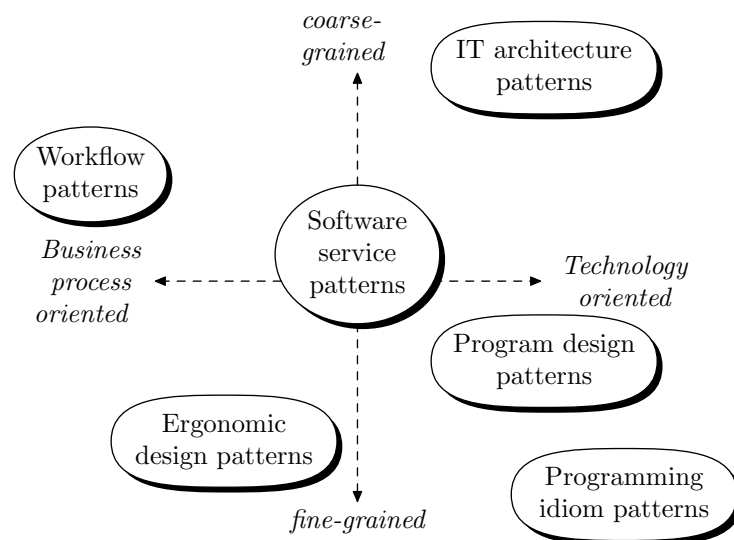 coarse-
grained
IT architecture
patterns
Workflow
patterns
Software
service
patterns
Business
process
oriented
Technology
oriented
Program design
patterns
Ergonomic
design patterns
Programming
idiom patterns
fine-grained